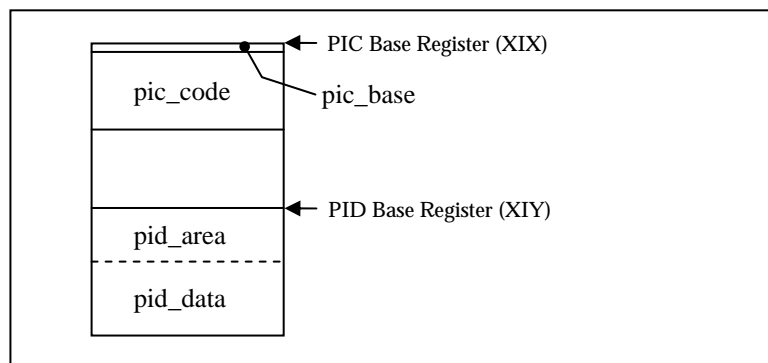 PIC Base Register (XIX)
pic_code
pic_base
PID Base Register (XIY)
pid_area
pid_data